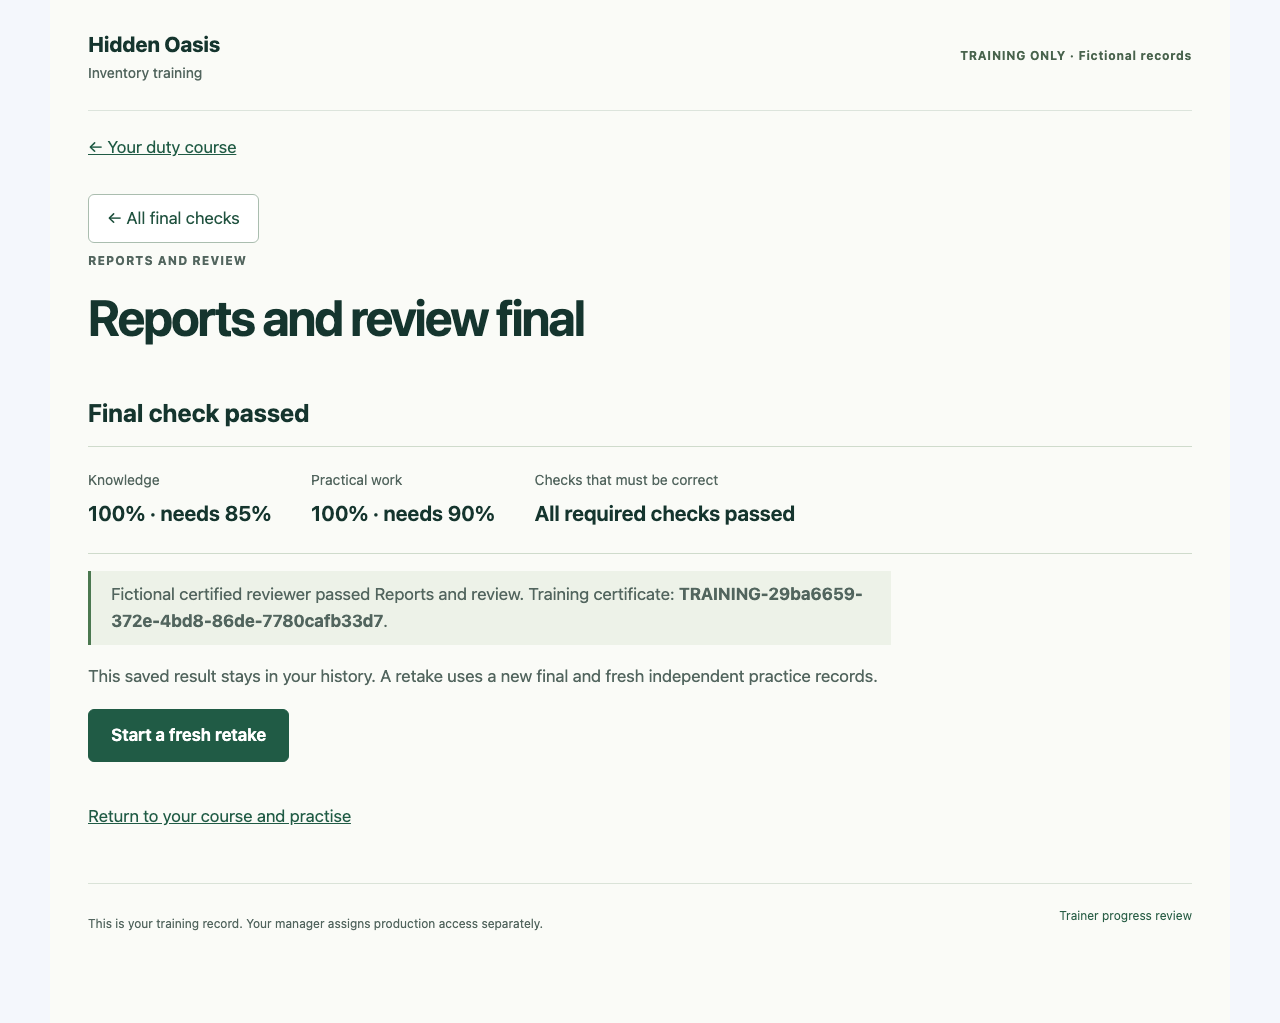 Hidden Oasis
Inventory training
TRAINING ONLY · Fictional records
← Your duty course
← All final checks
REPORTS AND REVIEW
Reports and review final
Final check passed
Knowledge
100% · needs 85%
Practical work
100% · needs 90%
Checks that must be correct
All required checks passed
Fictional certified reviewer passed Reports and review. Training certificate: TRAINING-29ba6659-
372e-4bd8-86de-7780cafb33d7.
This saved result stays in your history. A retake uses a new final and fresh independent practice records.
Start a fresh retake
Return to your course and practise
This is your training record. Your manager assigns production access separately.
Trainer progress review